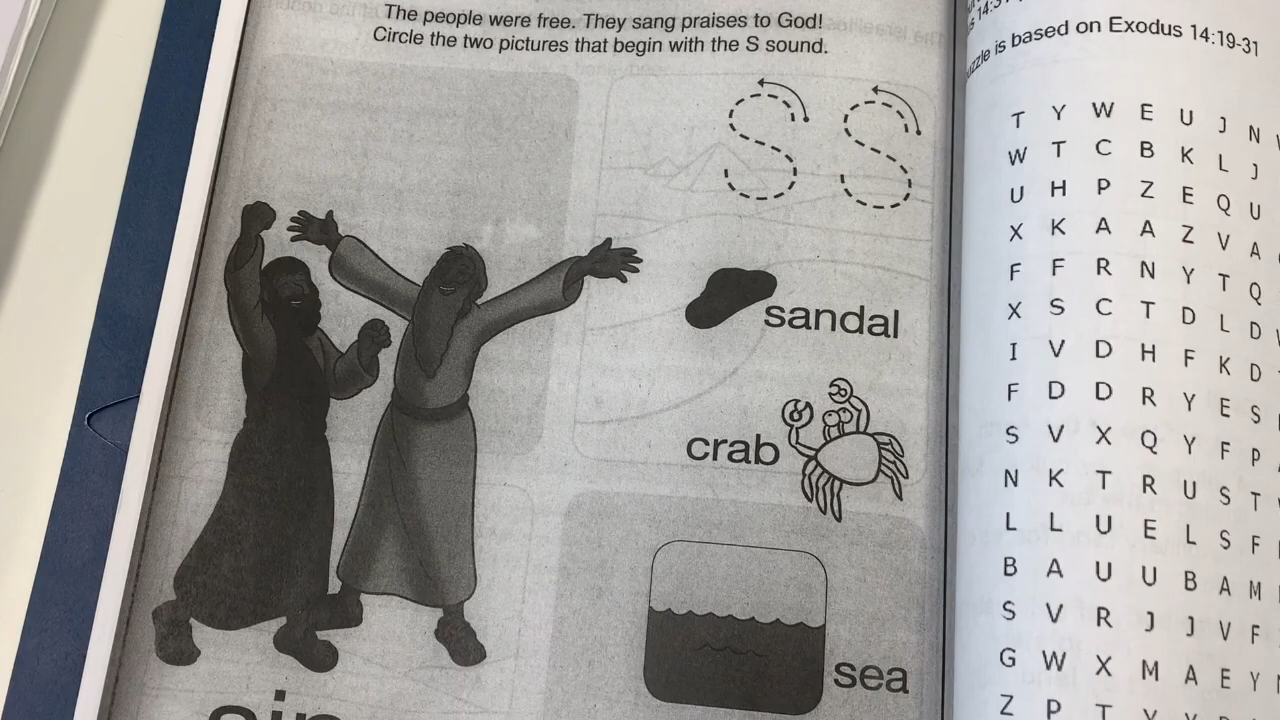 The people were free. They sang praises to God!
Circle the two pictures that begin with the S sound.
S S
sandal
crab
sea
is based on Exodus 14:19-31
T Y W E U J N
W T C B K L J
U H P Z E Q U
X K A A Z V A
F F R N Y T Q
X S C T D L D
I V D H F K D
F D D R Y E S
S V X Q Y F P
N K T R U S T
L L U E L S F
B A U U B A M
S V R J J V F
G W X M A E Y
Z P T